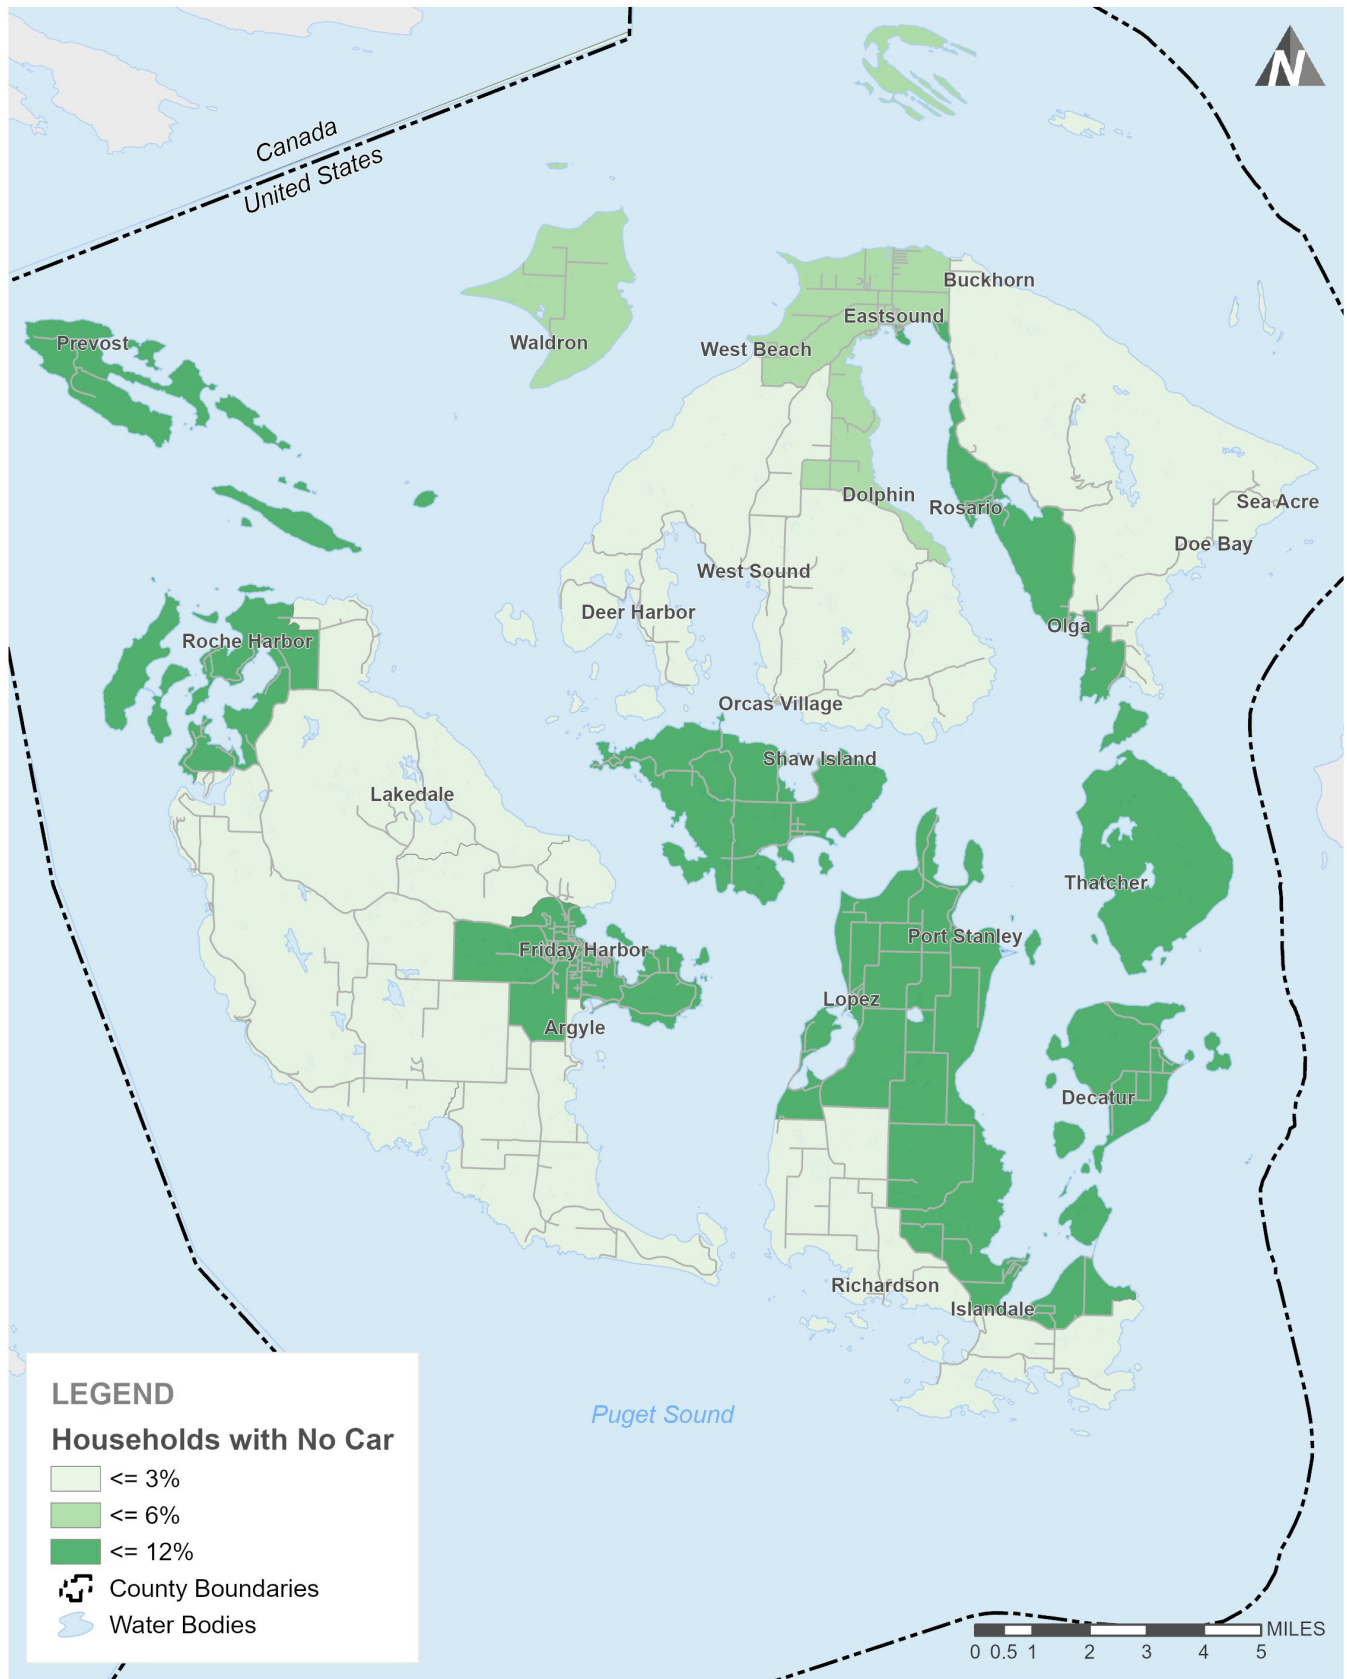 N
Canada
United States
Buckhorn
Eastsound
Prevost
Waldron
West Beach
Dolphin
Rosario
Sea Acre
Doe Bay
West Sound
Deer Harbor
Olga
Roche Harbor
Orcas Village
Shaw Island
Lakedale
Thatcher
Port Stanley
Friday Harbor
Lopez
Argyle
Decatur
Richardson
Islandale
Puget Sound
LEGEND
Households with No Car
<= 3%
<= 6%
<= 12%
County Boundaries
Water Bodies
MILES
0 0.5 1 2 3 4 5